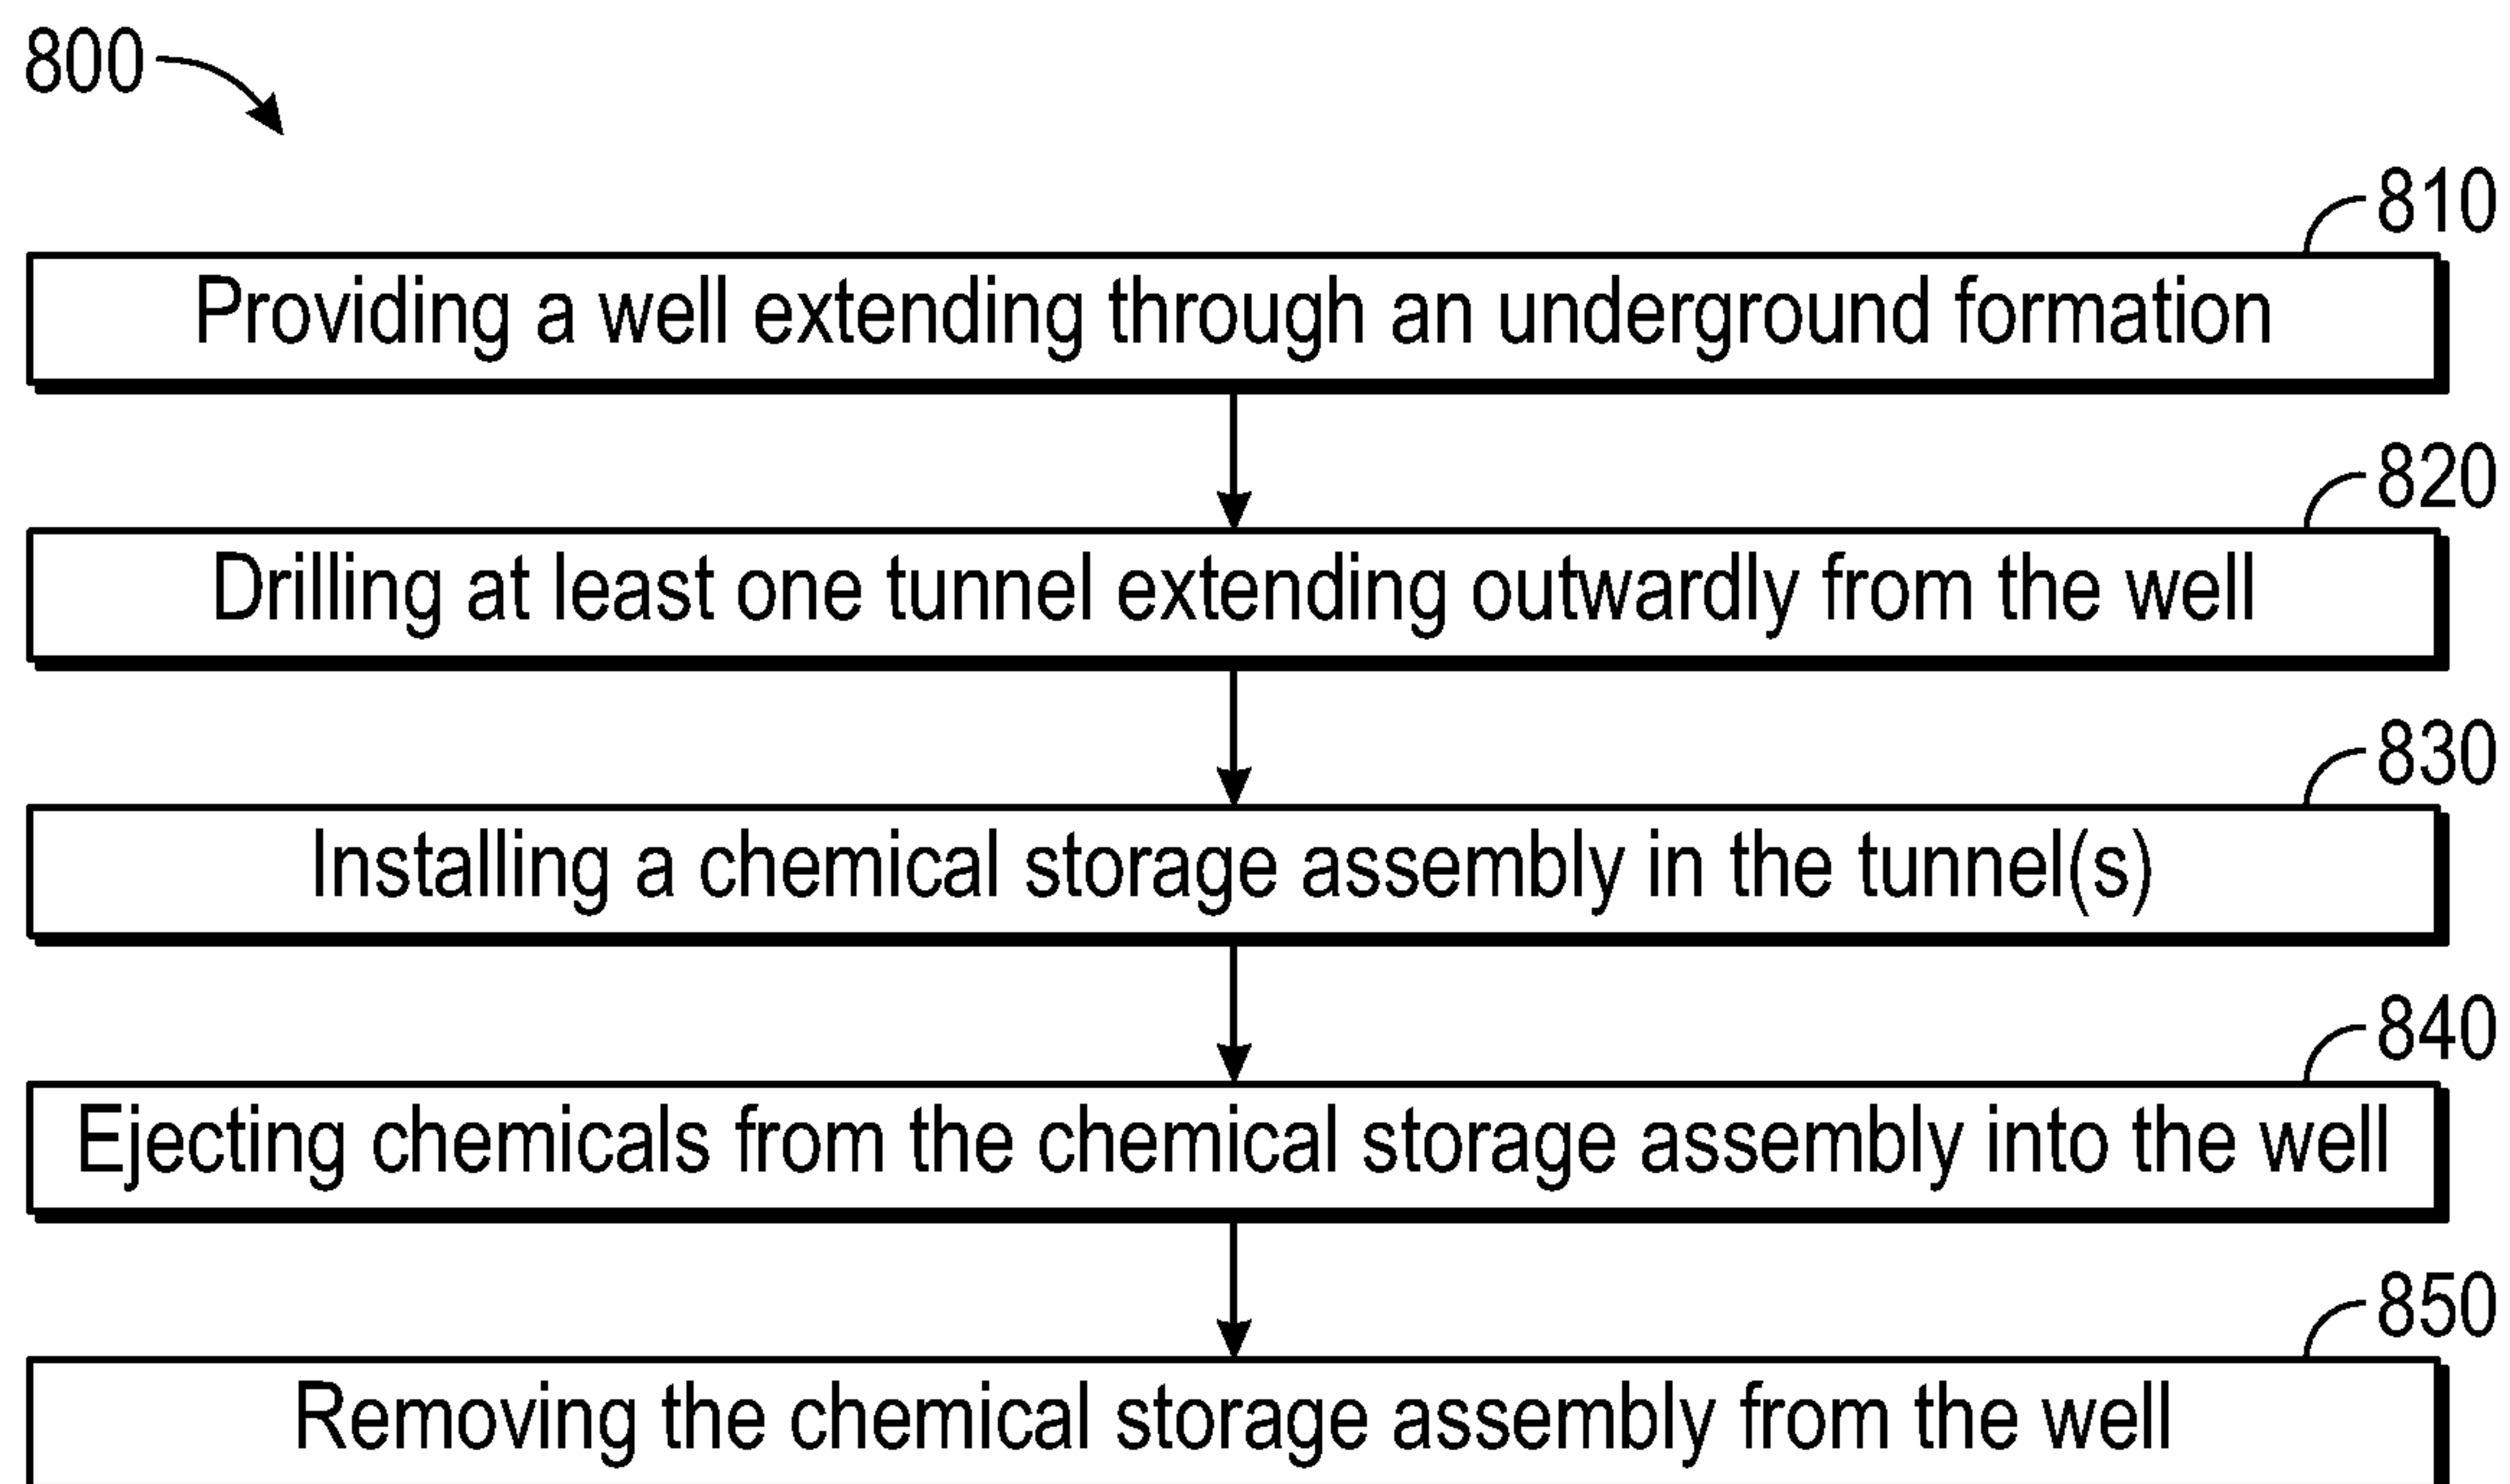 800
810
Providing a well extending through an underground formation
820
Drilling at least one tunnel extending outwardly from the well
830
Installing a chemical storage assembly in the tunnel(s)
840
Ejecting chemicals from the chemical storage assembly into the well
850
Removing the chemical storage assembly from the well